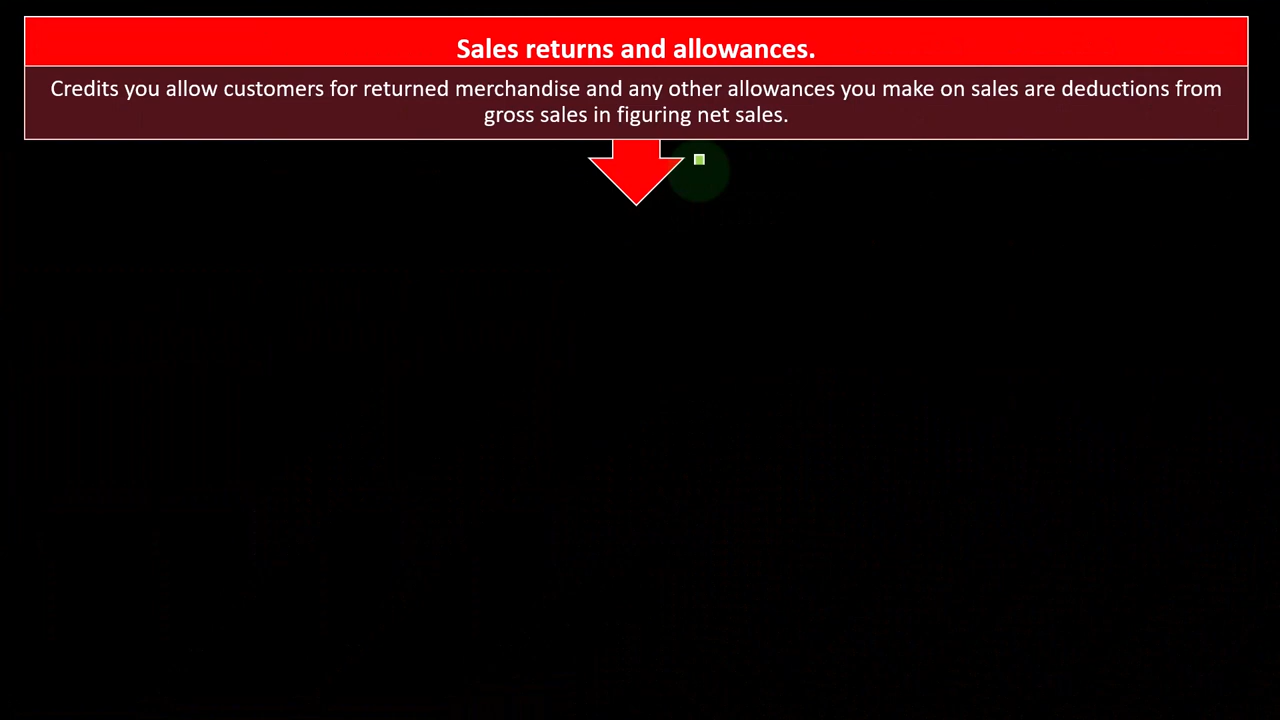 Sales returns and allowances.
Credits you allow customers for returned merchandise and any other allowances you make on sales are deductions from
gross sales in figuring net sales.